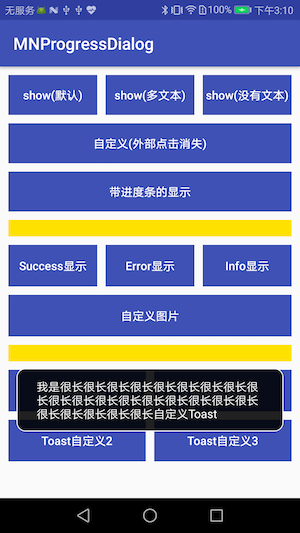 无服务 100% 下午3:10
MNProgressDialog
show(默认) show(多文本) show(没有文本)
自定义(外部点击消失)
带进度条的显示
Success显示 Error显示 Info显示
自定义图片
我是很长很长很长很长很长很长很长很长很长很
长很长很长很长很长很长很长很长很长很长
很长很长很长很长很长自定义Toast
Toast自定义2 Toast自定义3